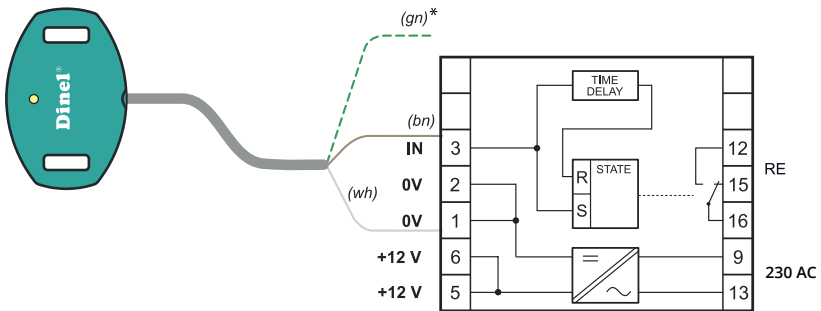 (gn)*
Dinel®
TIME
DELAY
(bn)
IN 3 12
R STATE RE
0V 2 15
(wh)
S
0V 1 16
+12 V 6 9
230 AC
+12 V 5 13